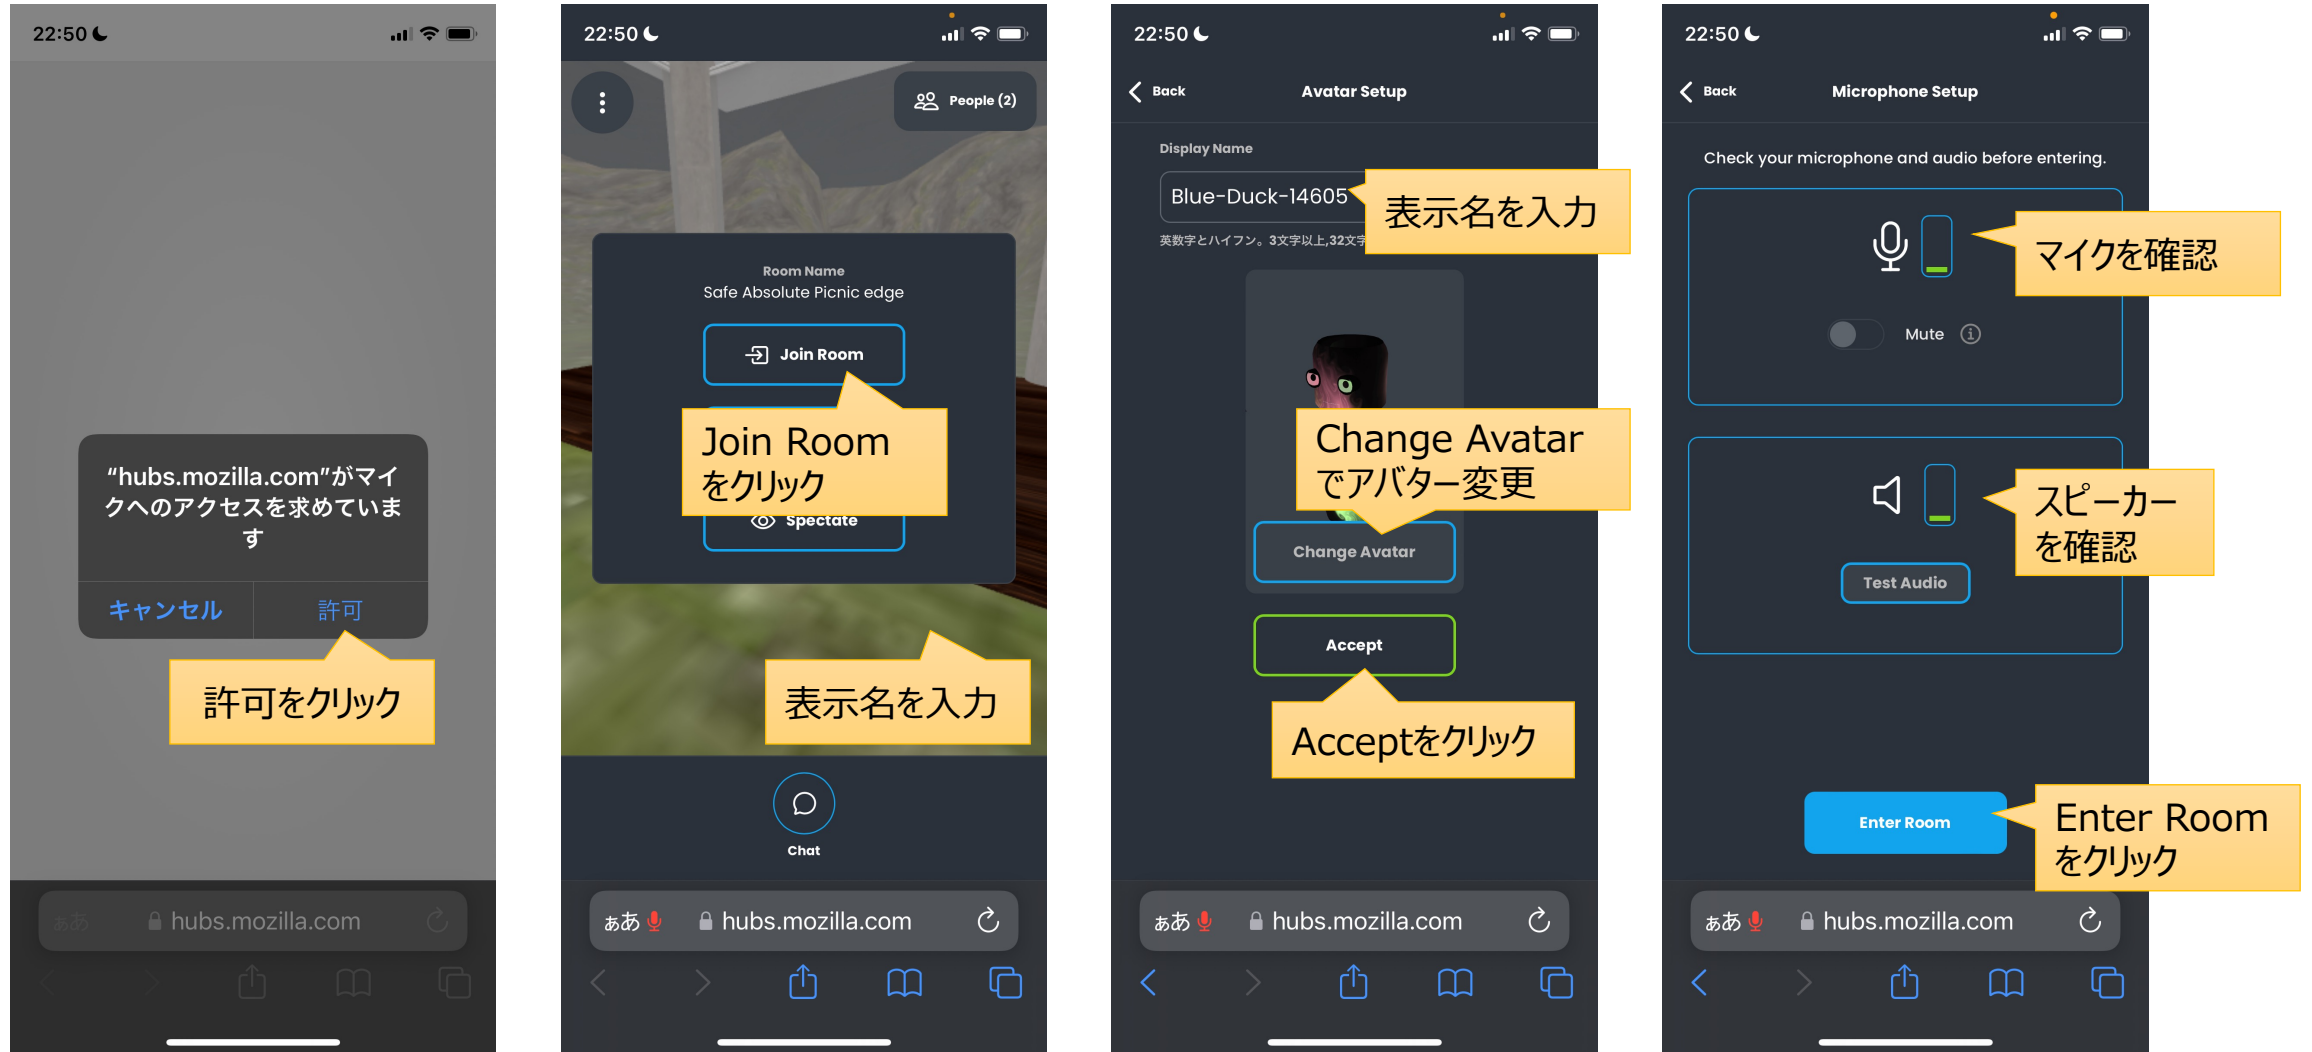 22:50
“hubs.mozilla.com”がマイ
クへのアクセスを求めていま
す
キャンセル
許可
許可をクリック
ぁあ
hubs.mozilla.com
22:50
People (2)
Room Name
Safe Absolute Picnic edge
Join Room
Join Room
をクリック
Spectate
表示名を入力
Chat
ぁあ
hubs.mozilla.com
22:50
Back
Avatar Setup
Display Name
Blue-Duck-14605
表示名を入力
英数字とハイフン。3文字以上,32文字
Change Avatar
でアバター変更
Change Avatar
Accept
Acceptをクリック
ぁあ
hubs.mozilla.com
22:50
Back
Microphone Setup
Check your microphone and audio before entering.
マイクを確認
Mute
スピーカー
を確認
Test Audio
Enter Room
Enter Room
をクリック
ぁあ
hubs.mozilla.com